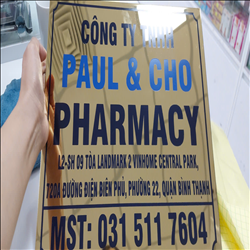 CÔNG TY TNHH
PAUL & CHO
PHARMACY
L2-SH 09 TÒA LANDMARK 2 VINHOME CENTRAL PARK,
720A ĐƯỜNG ĐIỆN BIÊN PHỦ, PHƯỜNG 22, QUẬN BÌNH THẠNH
MST: 031 511 7604